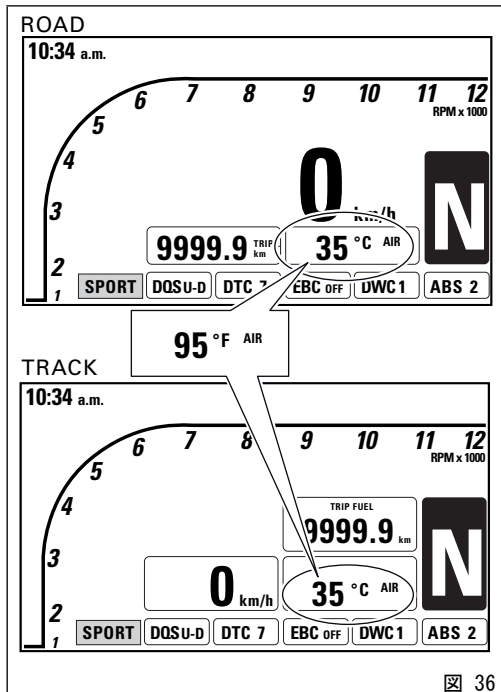 ROAD
10:34 a.m.
1 2 3 4 5 6 7 8 9 10 11 12
RPM x 1000
0 km/h
N
9999.9 TRIP km
35 °C AIR
SPORT DQS U-D DTC 7 EBC OFF DWC 1 ABS 2
95 °F AIR
TRACK
10:34 a.m.
1 2 3 4 5 6 7 8 9 10 11 12
RPM x 1000
TRIP FUEL
9999.9 km
N
0 km/h
35 °C AIR
SPORT DQS U-D DTC 7 EBC OFF DWC 1 ABS 2
図 36